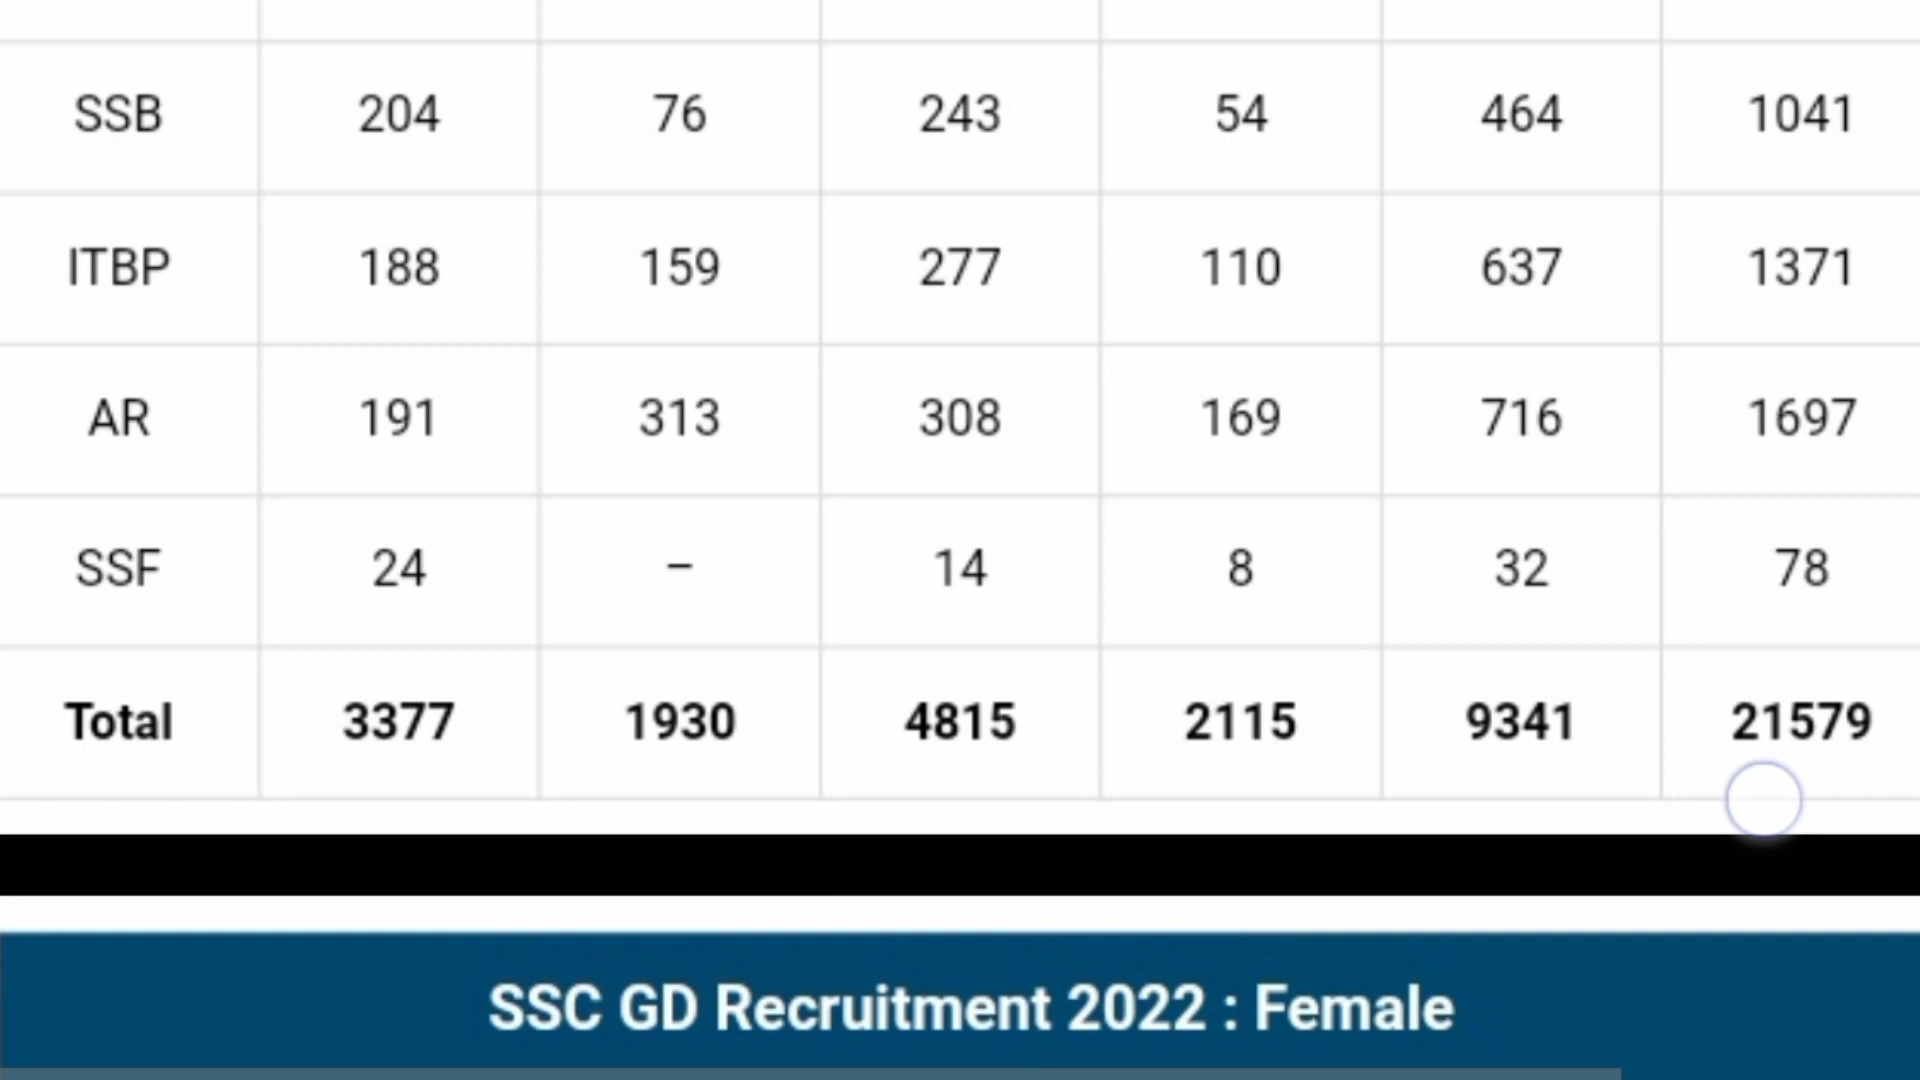 SSB 204 76 243 54 464 1041
ITBP 188 159 277 110 637 1371
AR 191 313 308 169 716 1697
SSF 24 – 14 8 32 78
Total 3377 1930 4815 2115 9341 21579
SSC GD Recruitment 2022 : Female